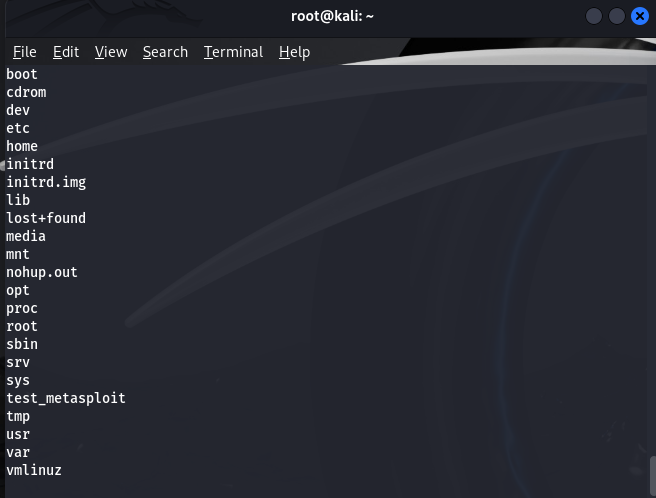 root@kali: ~
File Edit View Search Terminal Help
boot
cdrom
dev
etc
home
initrd
initrd.img
lib
lost+found
media
mnt
nohup.out
opt
proc
root
sbin
srv
sys
test_metasploit
tmp
usr
var
vmlinuz